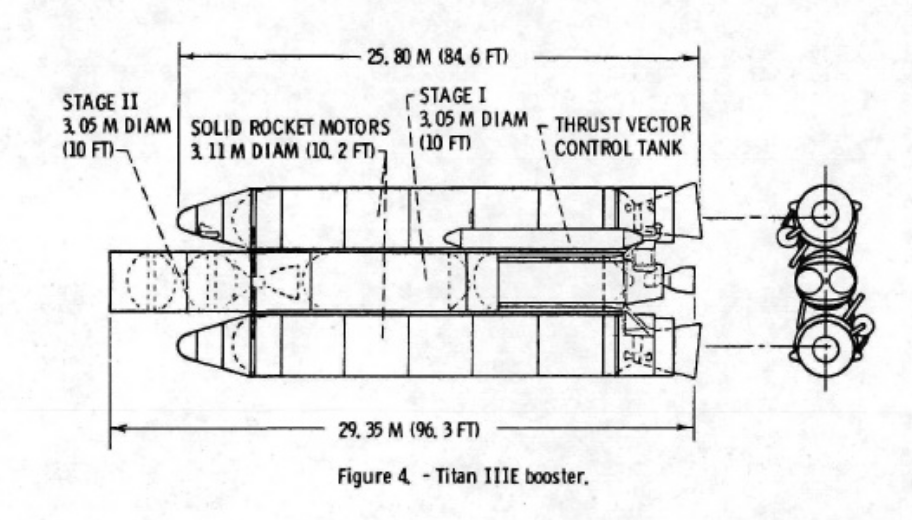 25.80 M (84.6 FT)
STAGE II
3.05 M DIAM
(10 FT)
SOLID ROCKET MOTORS
3.11 M DIAM (10.2 FT)
STAGE I
3.05 M DIAM
(10 FT)
THRUST VECTOR
CONTROL TANK
29.35 M (96.3 FT)
Figure 4. - Titan IIIE booster.